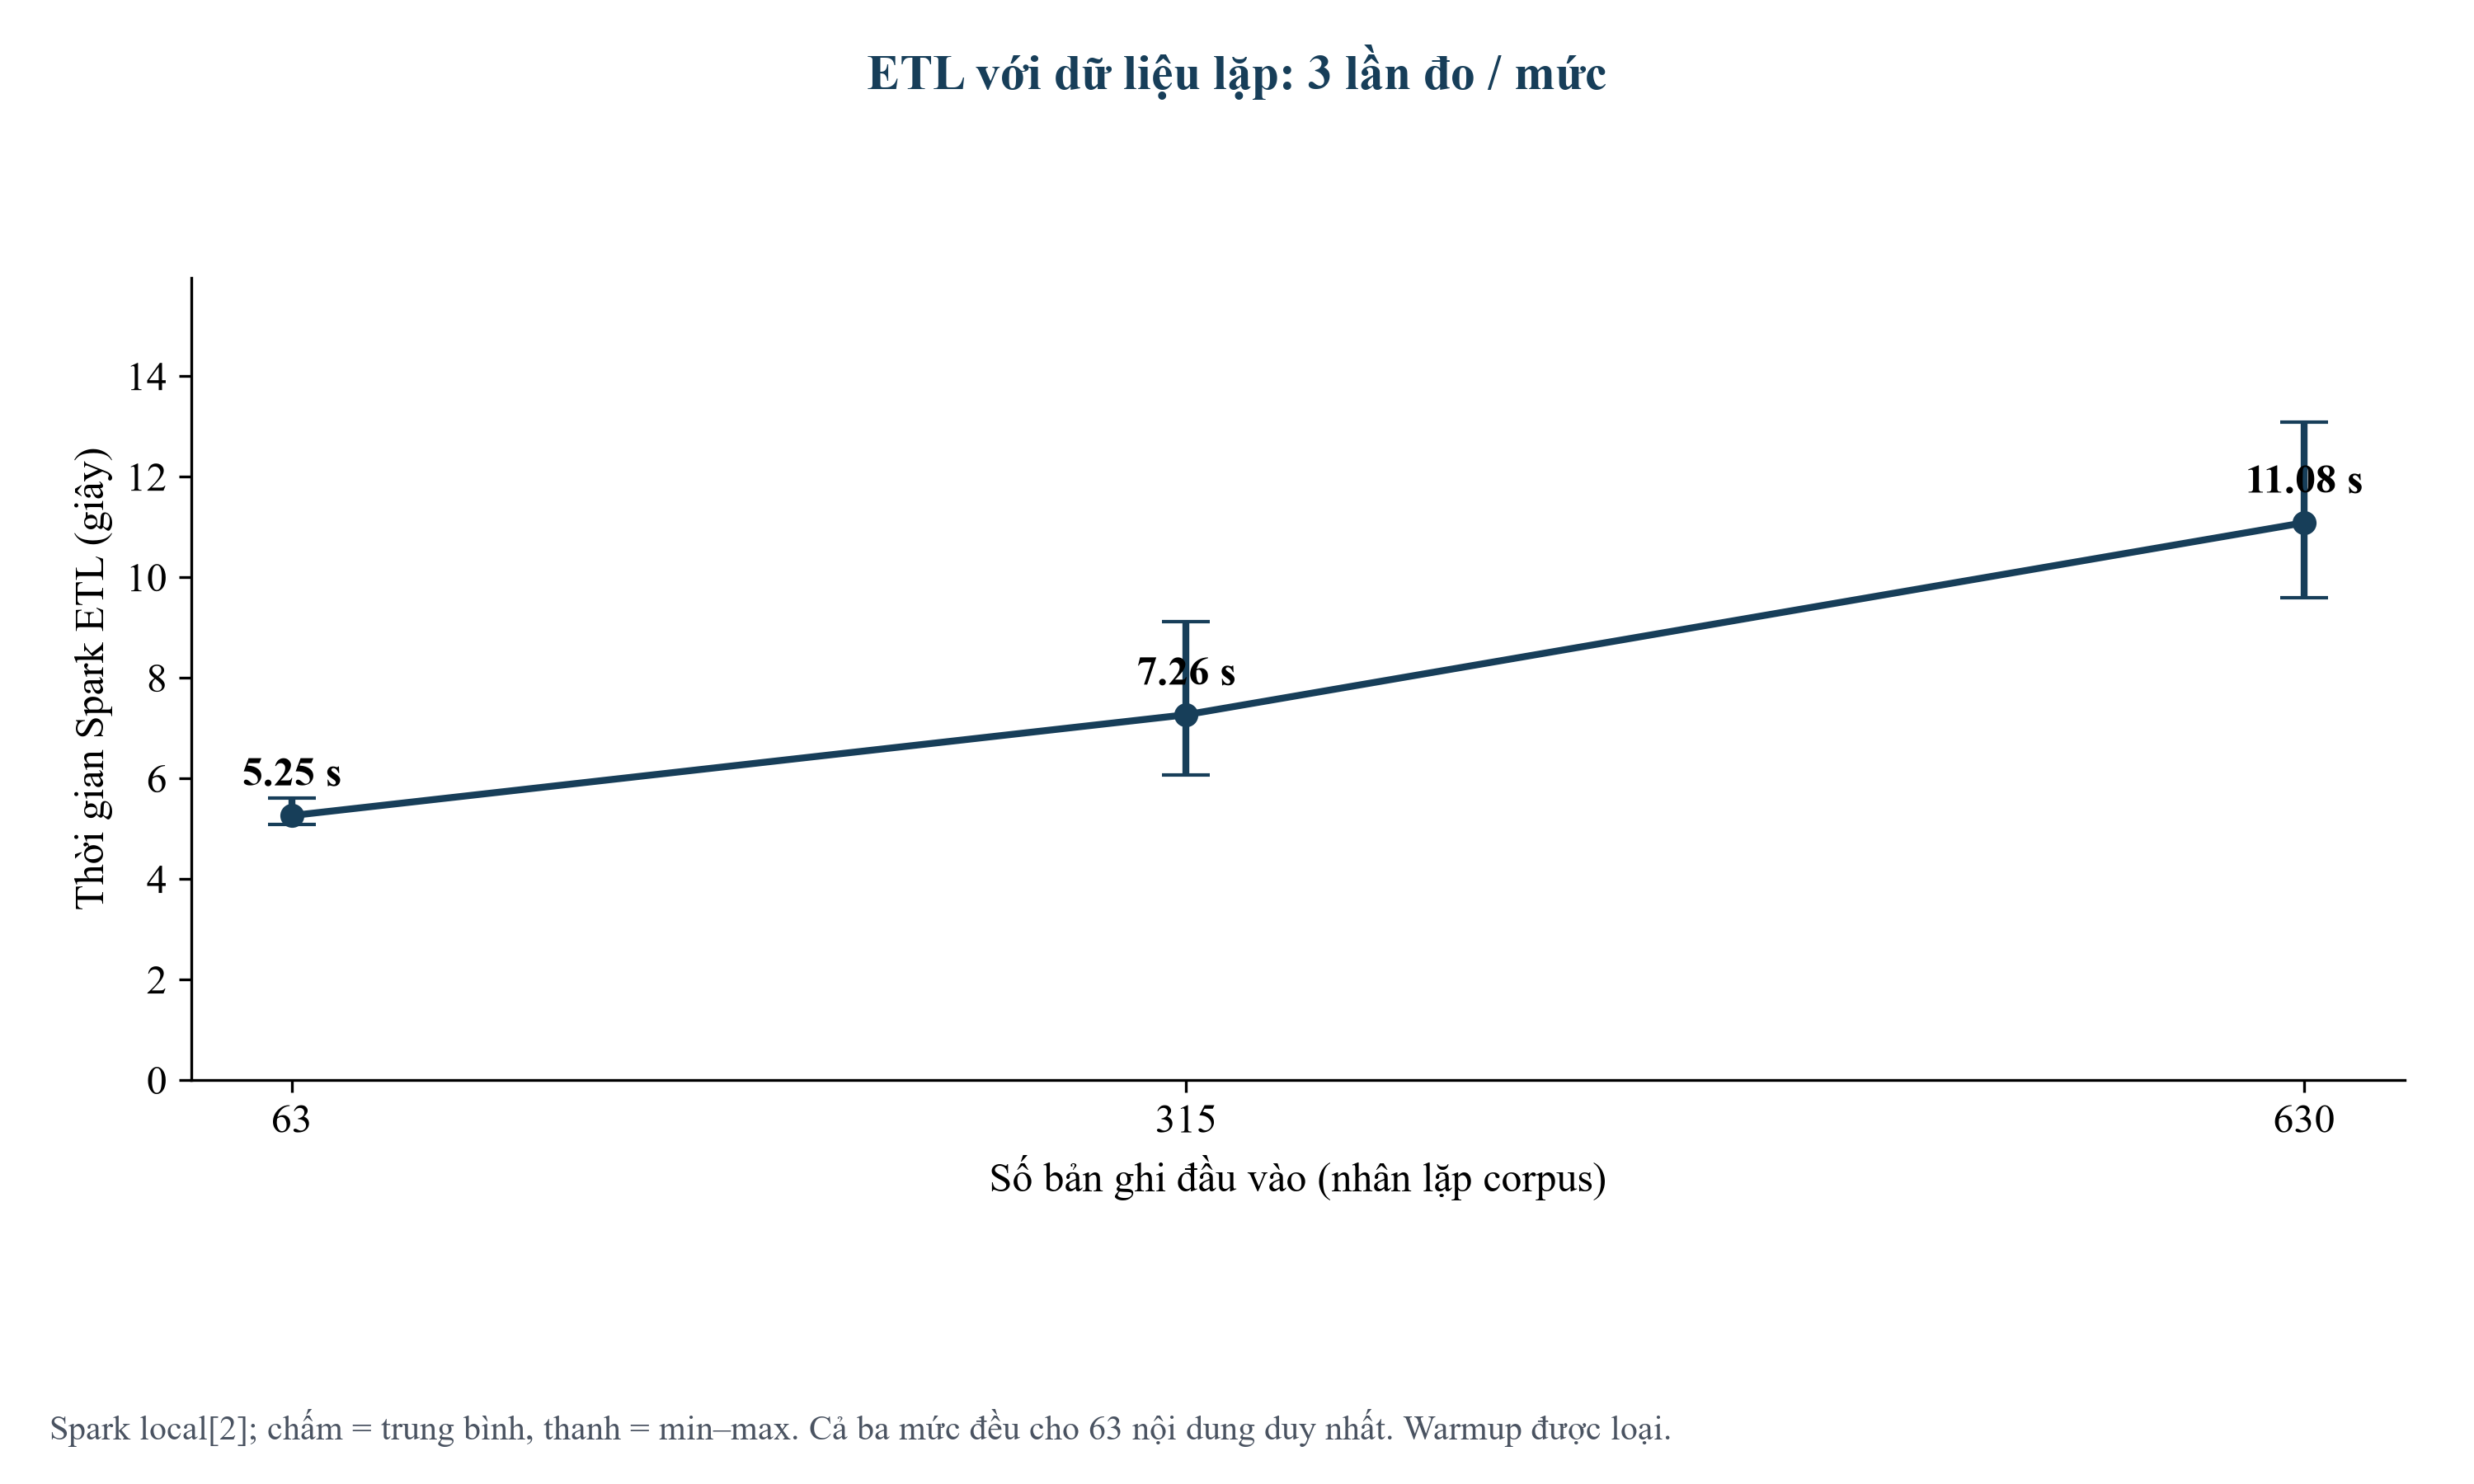 ETL với dữ liệu lặp: 3 lần đo / mức
Thời gian Spark ETL (giây)
14
12
10
8
6
4
2
0
5.25 s
7.26 s
11.08 s
63
315
630
Số bản ghi đầu vào (nhân lặp corpus)
Spark local[2]; chấm = trung bình, thanh = min–max. Cả ba mức đều cho 63 nội dung duy nhất. Warmup được loại.